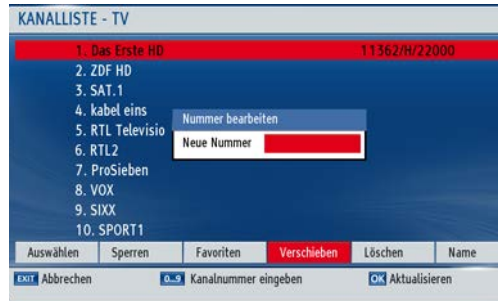 KANALLISTE - TV
1. Das Erste HD 11362/H/22000
2. ZDF HD
3. SAT.1
4. kabel eins
5. RTL Televisio
6. RTL2
7. ProSieben
8. VOX
9. SIXX
10. SPORT1
Nummer bearbeiten
Neue Nummer
Auswählen Sperren Favoriten Verschieben Löschen Name
EXIT Abbrechen 0..9 Kanalnummer eingeben OK Aktualisieren